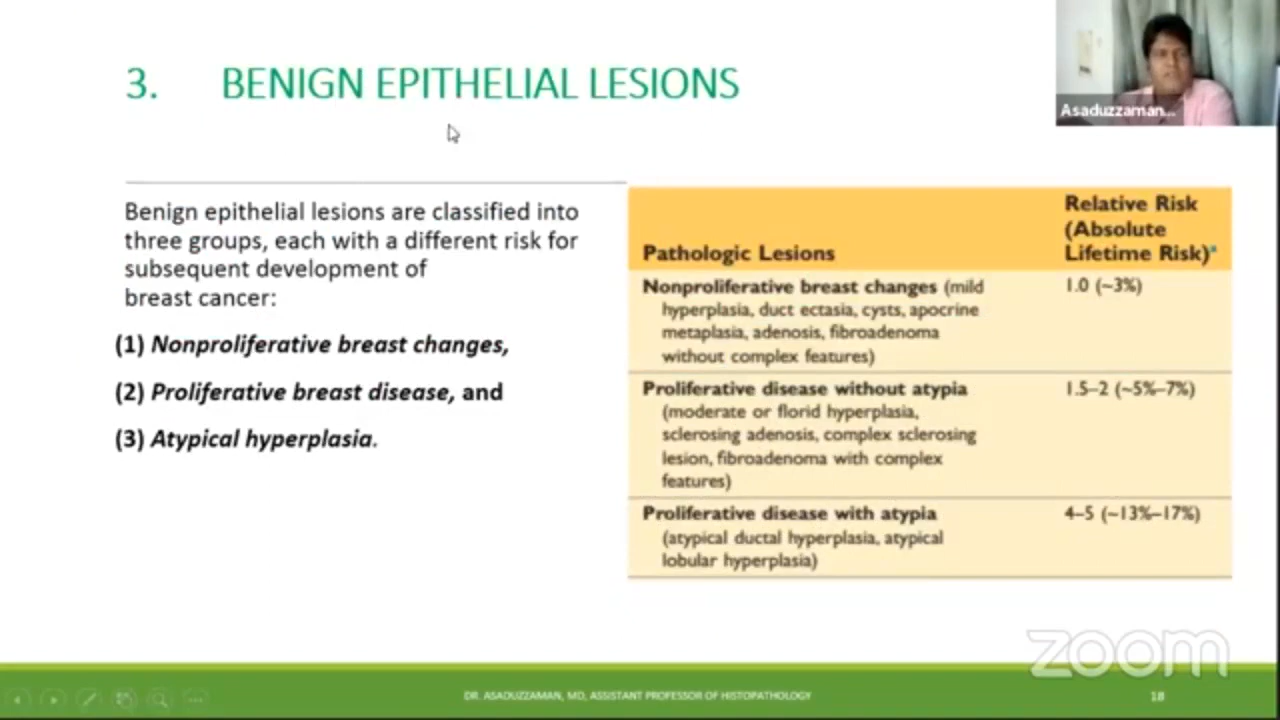 3. BENIGN EPITHELIAL LESIONS
Asaduzzaman...
Benign epithelial lesions are classified into
three groups, each with a different risk for
subsequent development of
breast cancer:
(1) Nonproliferative breast changes,
(2) Proliferative breast disease, and
(3) Atypical hyperplasia.
Pathologic Lesions
Relative Risk
(Absolute
Lifetime Risk)*
Nonproliferative breast changes (mild
hyperplasia, duct ectasia, cysts, apocrine
metaplasia, adenosis, fibroadenoma
without complex features)
1.0 (~3%)
Proliferative disease without atypia
(moderate or florid hyperplasia,
sclerosing adenosis, complex sclerosing
lesion, fibroadenoma with complex
features)
1.5–2 (~5%–7%)
Proliferative disease with atypia
(atypical ductal hyperplasia, atypical
lobular hyperplasia)
4–5 (~13%–17%)
zoom
DR. ASADUZZAMAN, MD, ASSISTANT PROFESSOR OF HISTOPATHOLOGY
18